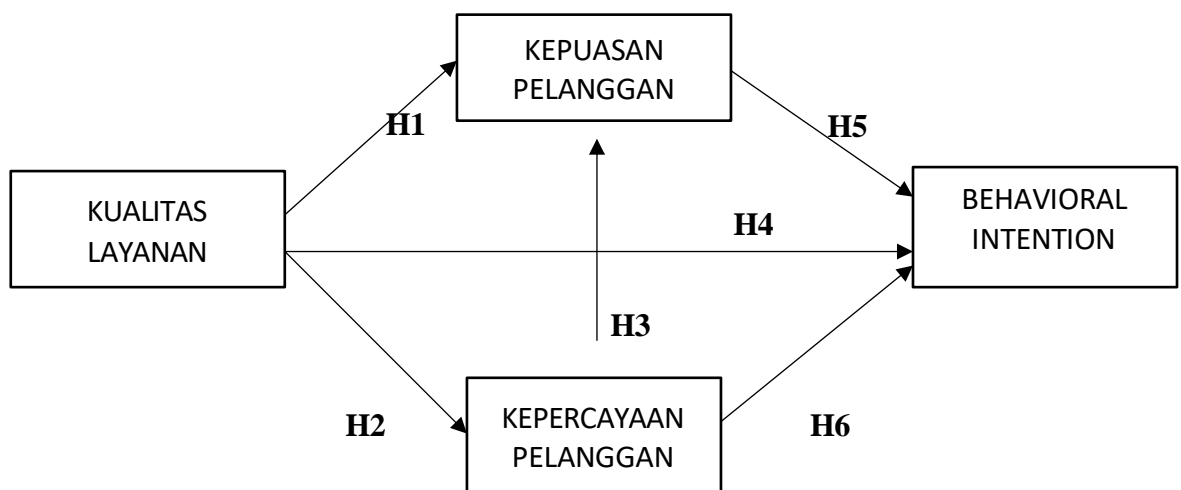 KEPUASAN
PELANGGAN
H1
H5
KUALITAS
LAYANAN
BEHAVIORAL
INTENTION
H4
H3
H2
KEPERCAYAAN
PELANGGAN
H6